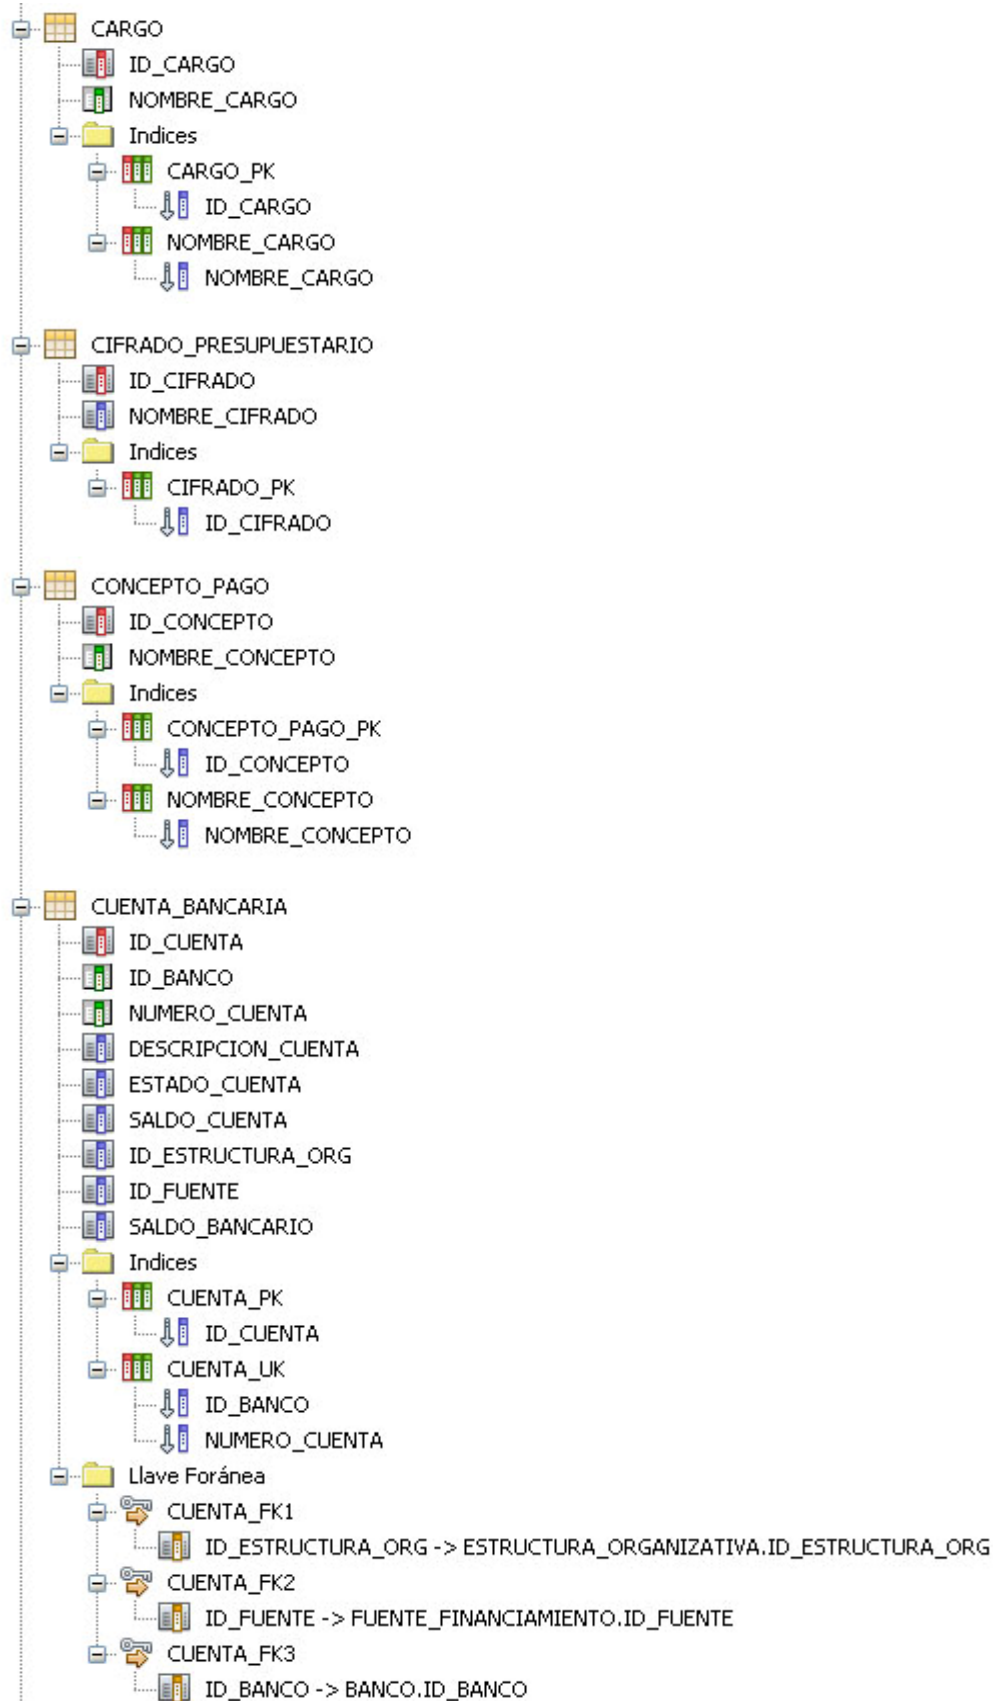 CARGO
ID_CARGO
NOMBRE_CARGO
Indices
CARGO_PK
ID_CARGO
NOMBRE_CARGO
NOMBRE_CARGO
CIFRADO_PRESUPUESTARIO
ID_CIFRADO
NOMBRE_CIFRADO
Indices
CIFRADO_PK
ID_CIFRADO
CONCEPTO_PAGO
ID_CONCEPTO
NOMBRE_CONCEPTO
Indices
CONCEPTO_PAGO_PK
ID_CONCEPTO
NOMBRE_CONCEPTO
NOMBRE_CONCEPTO
CUENTA_BANCARIA
ID_CUENTA
ID_BANCO
NUMERO_CUENTA
DESCRIPCION_CUENTA
ESTADO_CUENTA
SALDO_CUENTA
ID_ESTRUCTURA_ORG
ID_FUENTE
SALDO_BANCARIO
Indices
CUENTA_PK
ID_CUENTA
CUENTA_UK
ID_BANCO
NUMERO_CUENTA
Llave Foránea
CUENTA_FK1
ID_ESTRUCTURA_ORG -> ESTRUCTURA_ORGANIZATIVA.ID_ESTRUCTURA_ORG
CUENTA_FK2
ID_FUENTE -> FUENTE_FINANCIAMIENTO.ID_FUENTE
CUENTA_FK3
ID_BANCO -> BANCO.ID_BANCO